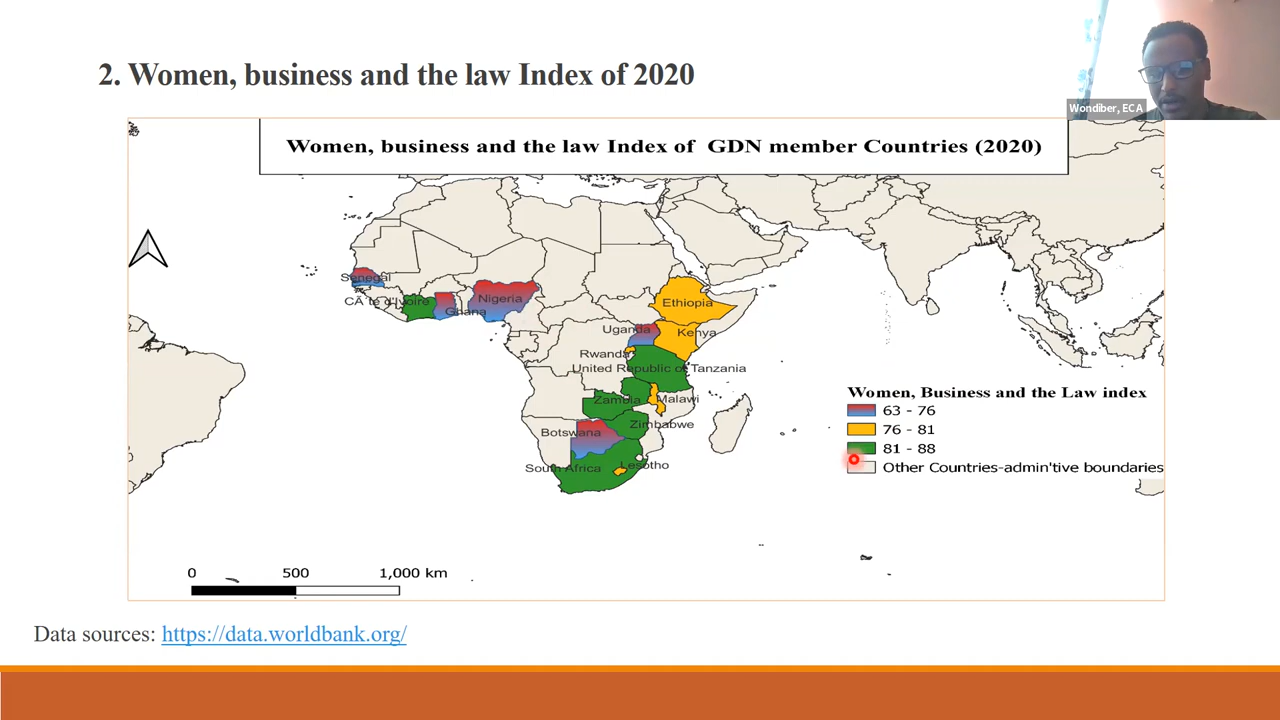 2. Women, business and the law Index of 2020
Wondiber, ECA
Women, business and the law Index of GDN member Countries (2020)
Senegal
CÃ´te d'Ivoire
Ghana
Nigeria
Ethiopia
Uganda
Kenya
Rwanda
United Republic of Tanzania
Zambia
Malawi
Zimbabwe
Botswana
South Africa
Lesotho
Women, Business and the Law index
63 - 76
76 - 81
81 - 88
Other Countries-admin'tive boundaries
0 500 1,000 km
Data sources: https://data.worldbank.org/